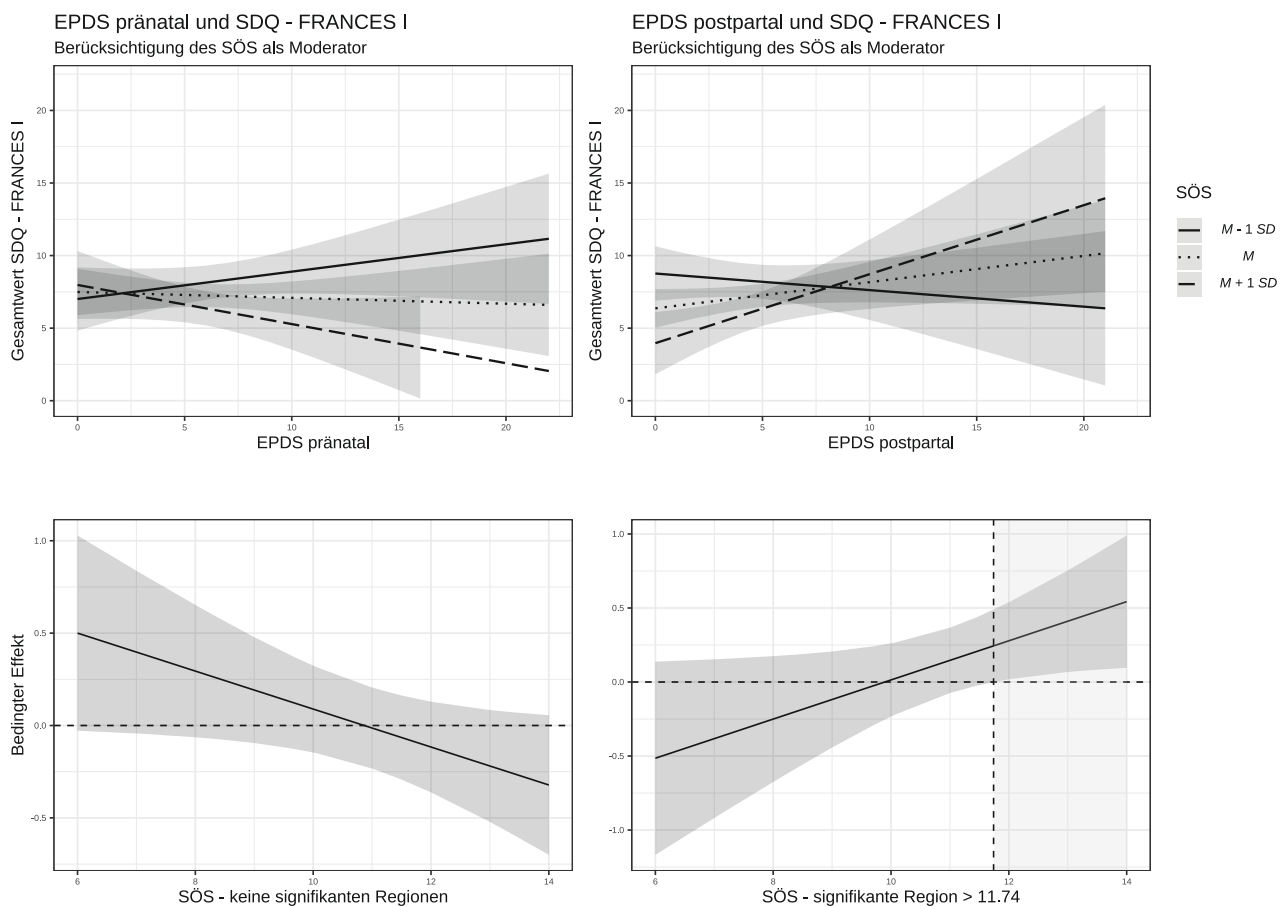 EPDS pränatal und SDQ - FRANCES I
Berücksichtigung des SÖS als Moderator
Gesamtwert SDQ - FRANCES I
20
15
10
5
0
0 5 10 15 20
EPDS pränatal
EPDS postpartal und SDQ - FRANCES I
Berücksichtigung des SÖS als Moderator
Gesamtwert SDQ - FRANCES I
20
15
10
5
0
0 5 10 15 20
EPDS postpartal
SÖS
M - 1 SD
M
M + 1 SD
Bedingter Effekt
1.0
0.5
0.0
-0.5
6 8 10 12 14
SÖS - keine signifikanten Regionen
1.0
0.5
0.0
-0.5
-1.0
6 8 10 12 14
SÖS - signifikante Region > 11.74